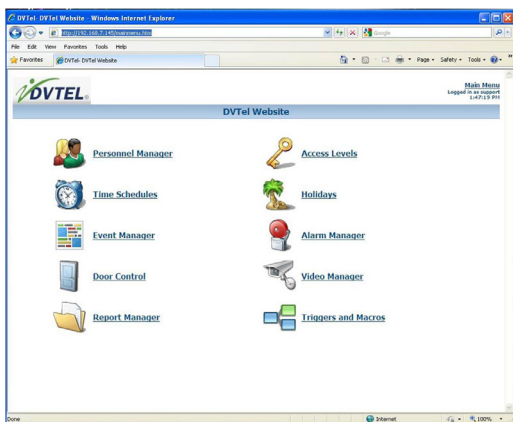 DVTel- DVTel Website - Windows Internet Explorer
http://192.168.7.145/mainmenu.htm
Google
File Edit View Favorites Tools Help
Favorites DVTel- DVTel Website
Page Safety Tools
DVTEL
Main Menu
Logged in as support
1:47:19 PM
DVTel Website
Personnel Manager Access Levels
Time Schedules Holidays
Event Manager Alarm Manager
Door Control Video Manager
Report Manager Triggers and Macros
Done Internet 100%